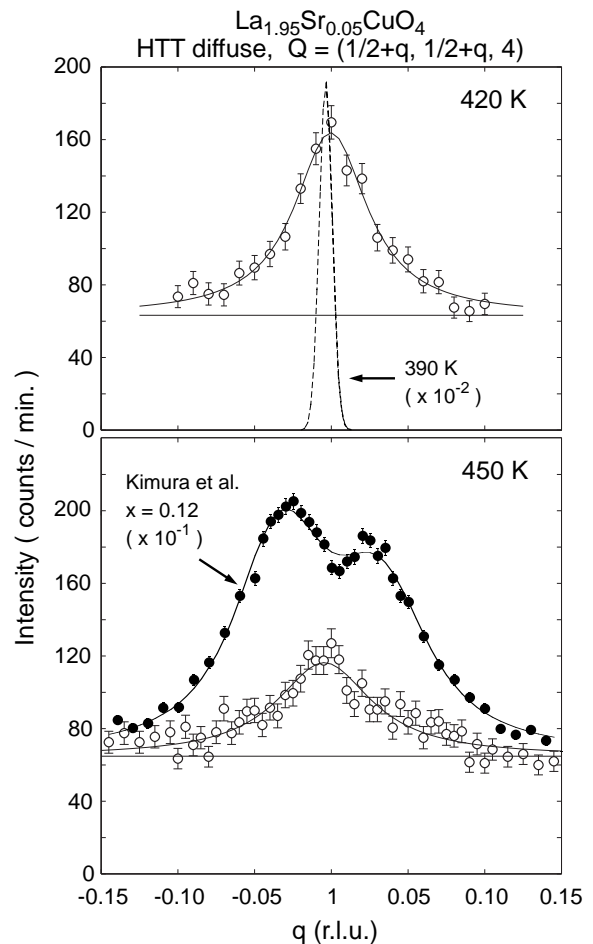 La1.95Sr0.05CuO4
HTT diffuse, Q = (1/2+q, 1/2+q, 4)
420 K
200
160
120
80
40
0
390 K
( x 10-2)
450 K
Kimura et al.
x = 0.12
( x 10-1)
200
160
120
80
40
0
Intensity ( counts / min. )
-0.15 -0.10 -0.05 1 0.05 0.10 0.15
q (r.l.u.)